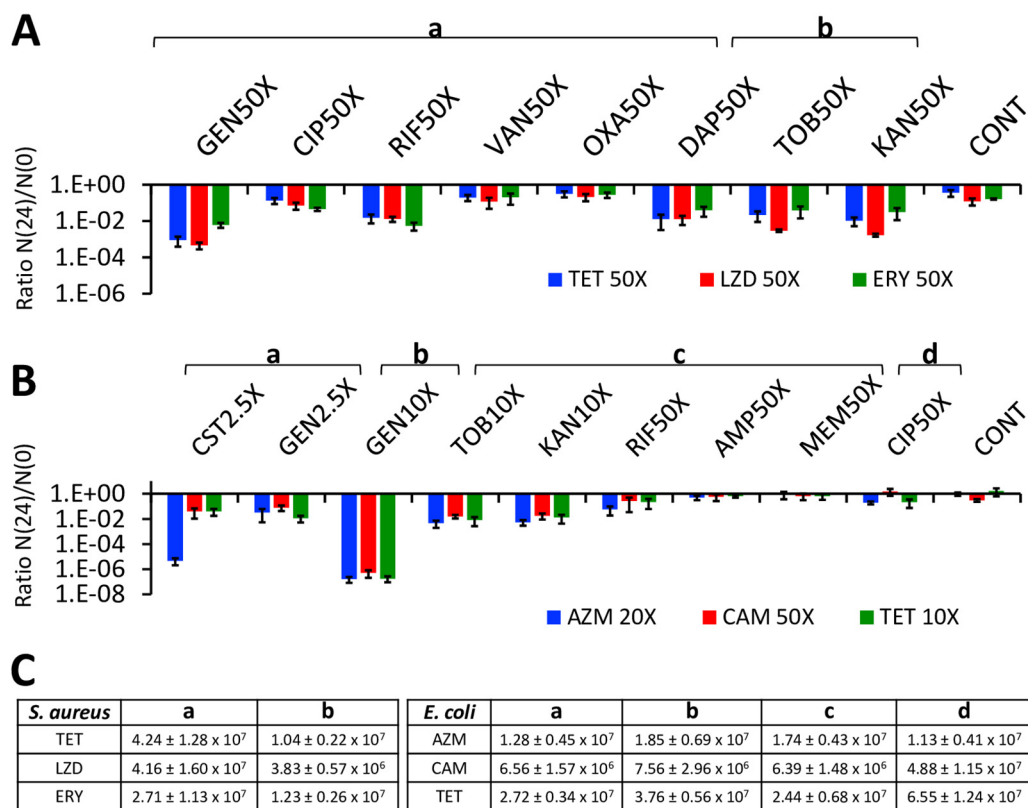 A
a
b
GEN50X
CIP50X
RIF50X
VAN50X
OXA50X
DAP50X
TOB50X
KAN50X
CONT
Ratio N(24)/N(0)
1.E+00
1.E-02
1.E-04
1.E-06
TET 50X
LZD 50X
ERY 50X
B
a
b
c
d
CST2.5X
GEN2.5X
GEN10X
TOB10X
KAN10X
RIF50X
AMP50X
MEM50X
CIP50X
CONT
Ratio N(24)/N(0)
1.E+00
1.E-02
1.E-04
1.E-06
1.E-08
AZM 20X
CAM 50X
TET 10X
C
S. aureus a b
TET 4.24 ± 1.28 x 10⁷ 1.04 ± 0.22 x 10⁷
LZD 4.16 ± 1.60 x 10⁷ 3.83 ± 0.57 x 10⁶
ERY 2.71 ± 1.13 x 10⁷ 1.23 ± 0.26 x 10⁷
E. coli a b c d
AZM 1.28 ± 0.45 x 10⁷ 1.85 ± 0.69 x 10⁷ 1.74 ± 0.43 x 10⁷ 1.13 ± 0.41 x 10⁷
CAM 6.56 ± 1.57 x 10⁶ 7.56 ± 2.96 x 10⁶ 6.39 ± 1.48 x 10⁶ 4.88 ± 1.15 x 10⁷
TET 2.72 ± 0.34 x 10⁷ 3.76 ± 0.56 x 10⁷ 2.44 ± 0.68 x 10⁷ 6.55 ± 1.24 x 10⁷